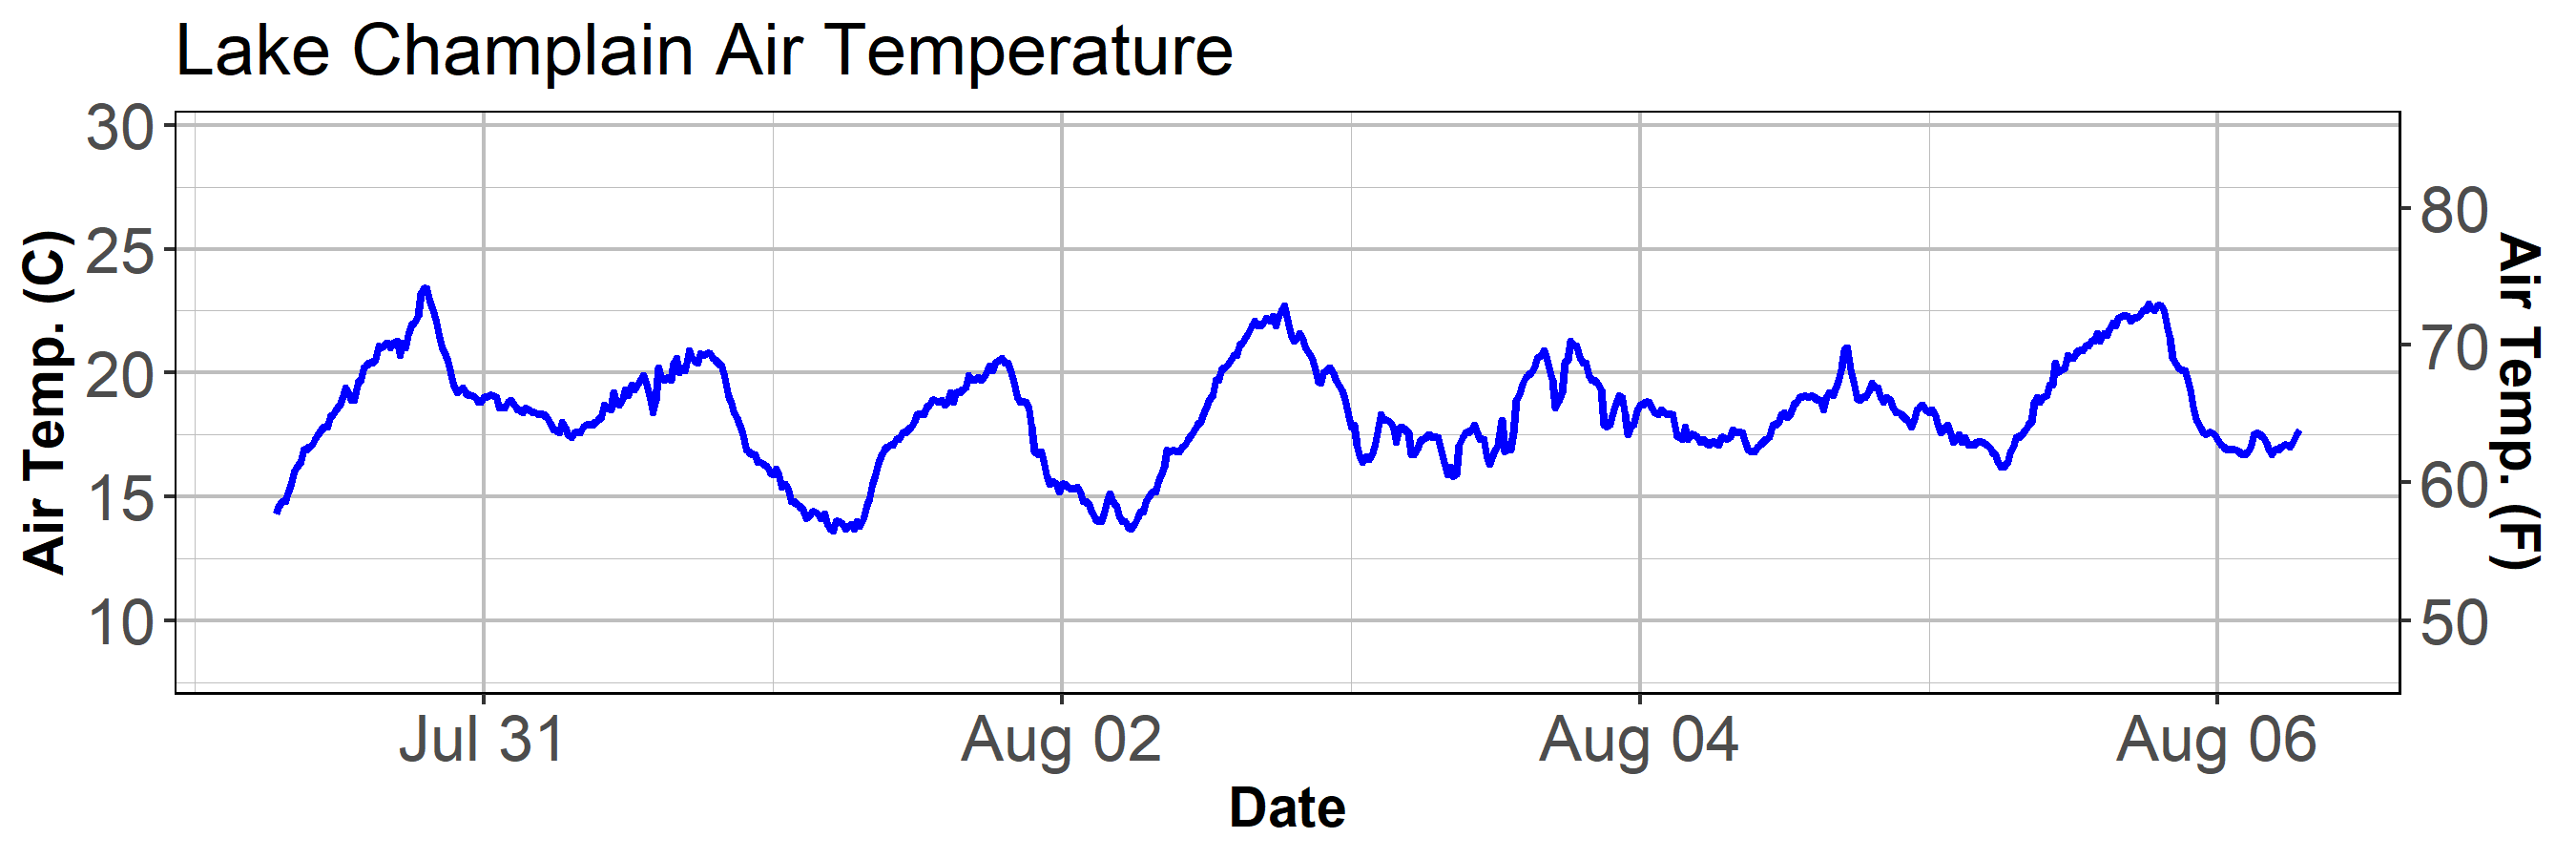 Lake Champlain Air Temperature
30
25
20
15
10
Air Temp. (C)
80
70
60
50
Air Temp. (F)
Jul 31
Aug 02
Aug 04
Aug 06
Date